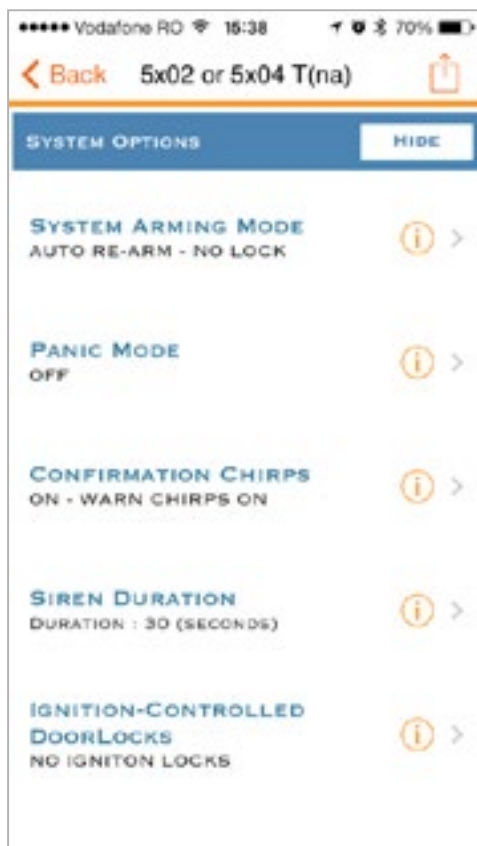 Vodafone RO 15:38 70%
Back 5x02 or 5x04 T(na)
SYSTEM OPTIONS HIDE
SYSTEM ARMING MODE
AUTO RE-ARM - NO LOCK
PANIC MODE
OFF
CONFIRMATION CHIRPS
ON - WARN CHIRPS ON
SIREN DURATION
DURATION : 30 (SECONDS)
IGNITION-CONTROLLED
DOORLOCKS
NO IGNITON LOCKS